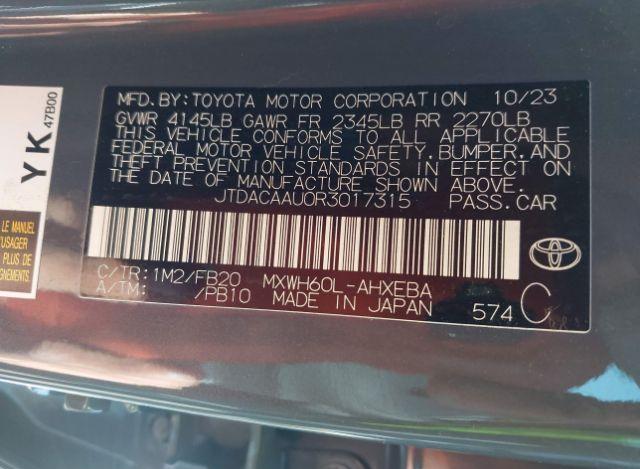 MFD.BY:TOYOTA MOTOR CORPORATION 10/23
GVWR 4145LB GAWR FR 2345LB RR 2270LB
THIS VEHICLE CONFORMS TO ALL APPLICABLE
FEDERAL MOTOR VEHICLE SAFETY,BUMPER,AND
THEFT PREVENTION STANDARDS IN EFFECT ON
THE DATE OF MANUFACTURE SHOWN ABOVE.
JTDACAAU0R3017315 PASS.CAR
C/TR:1M2/FB20 MXWH60L-AHXEBA
A/TM: /PB10 MADE IN JAPAN 574 C
TOYOTA
YK
47B00
LE MANUEL
D'USAGER
PLUS DE